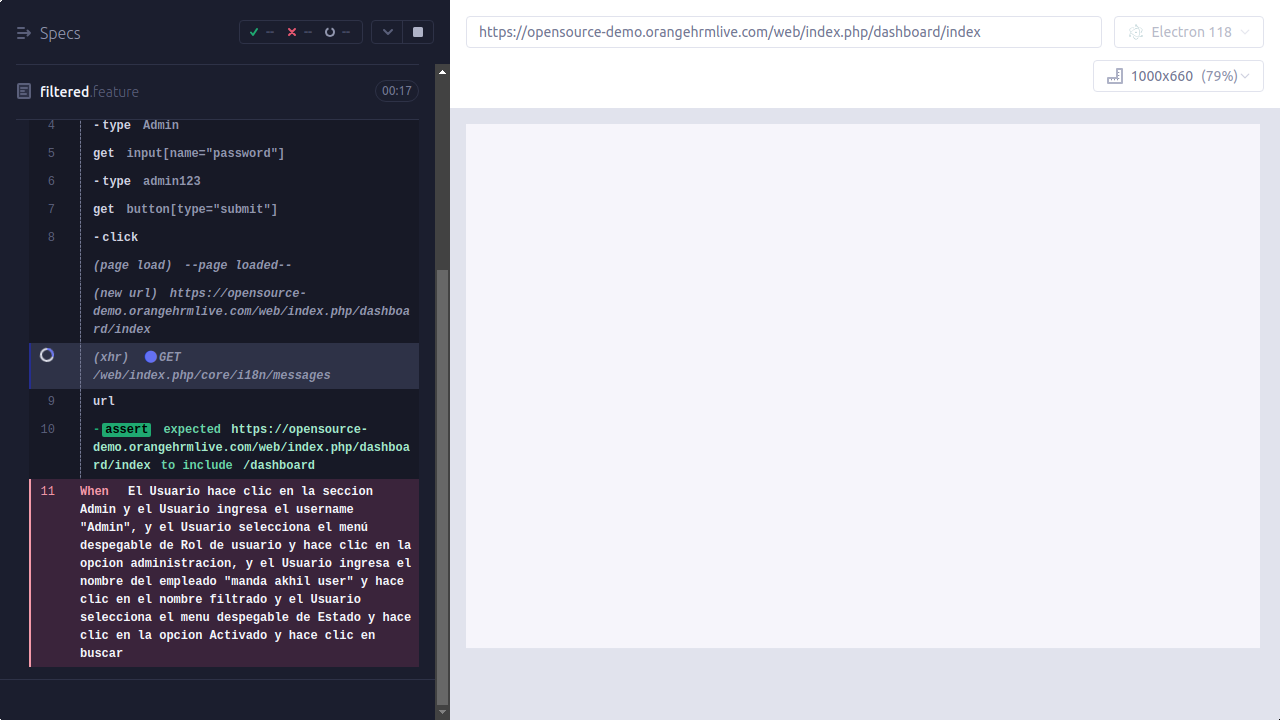 Specs
-- -- --
https://opensource-demo.orangehrmlive.com/web/index.php/dashboard/index
Electron 118
1000x660 (79%)
filtered.feature
00:17
4 -type Admin
5 get input[name="password"]
6 -type admin123
7 get button[type="submit"]
8 -click
(page load) --page loaded--
(new url) https://opensource-
demo.orangehrmlive.com/web/index.php/dashboa
rd/index
(xhr) GET
/web/index.php/core/i18n/messages
9 url
10 -assert expected https://opensource-
demo.orangehrmlive.com/web/index.php/dashboa
rd/index to include /dashboard
11 When El Usuario hace clic en la seccion
Admin y el Usuario ingresa el username
"Admin", y el Usuario selecciona el menú
despegable de Rol de usuario y hace clic en la
opcion administracion, y el Usuario ingresa el
nombre del empleado "manda akhil user" y hace
clic en el nombre filtrado y el Usuario
selecciona el menu despegable de Estado y hace
clic en la opcion Activado y hace clic en
buscar